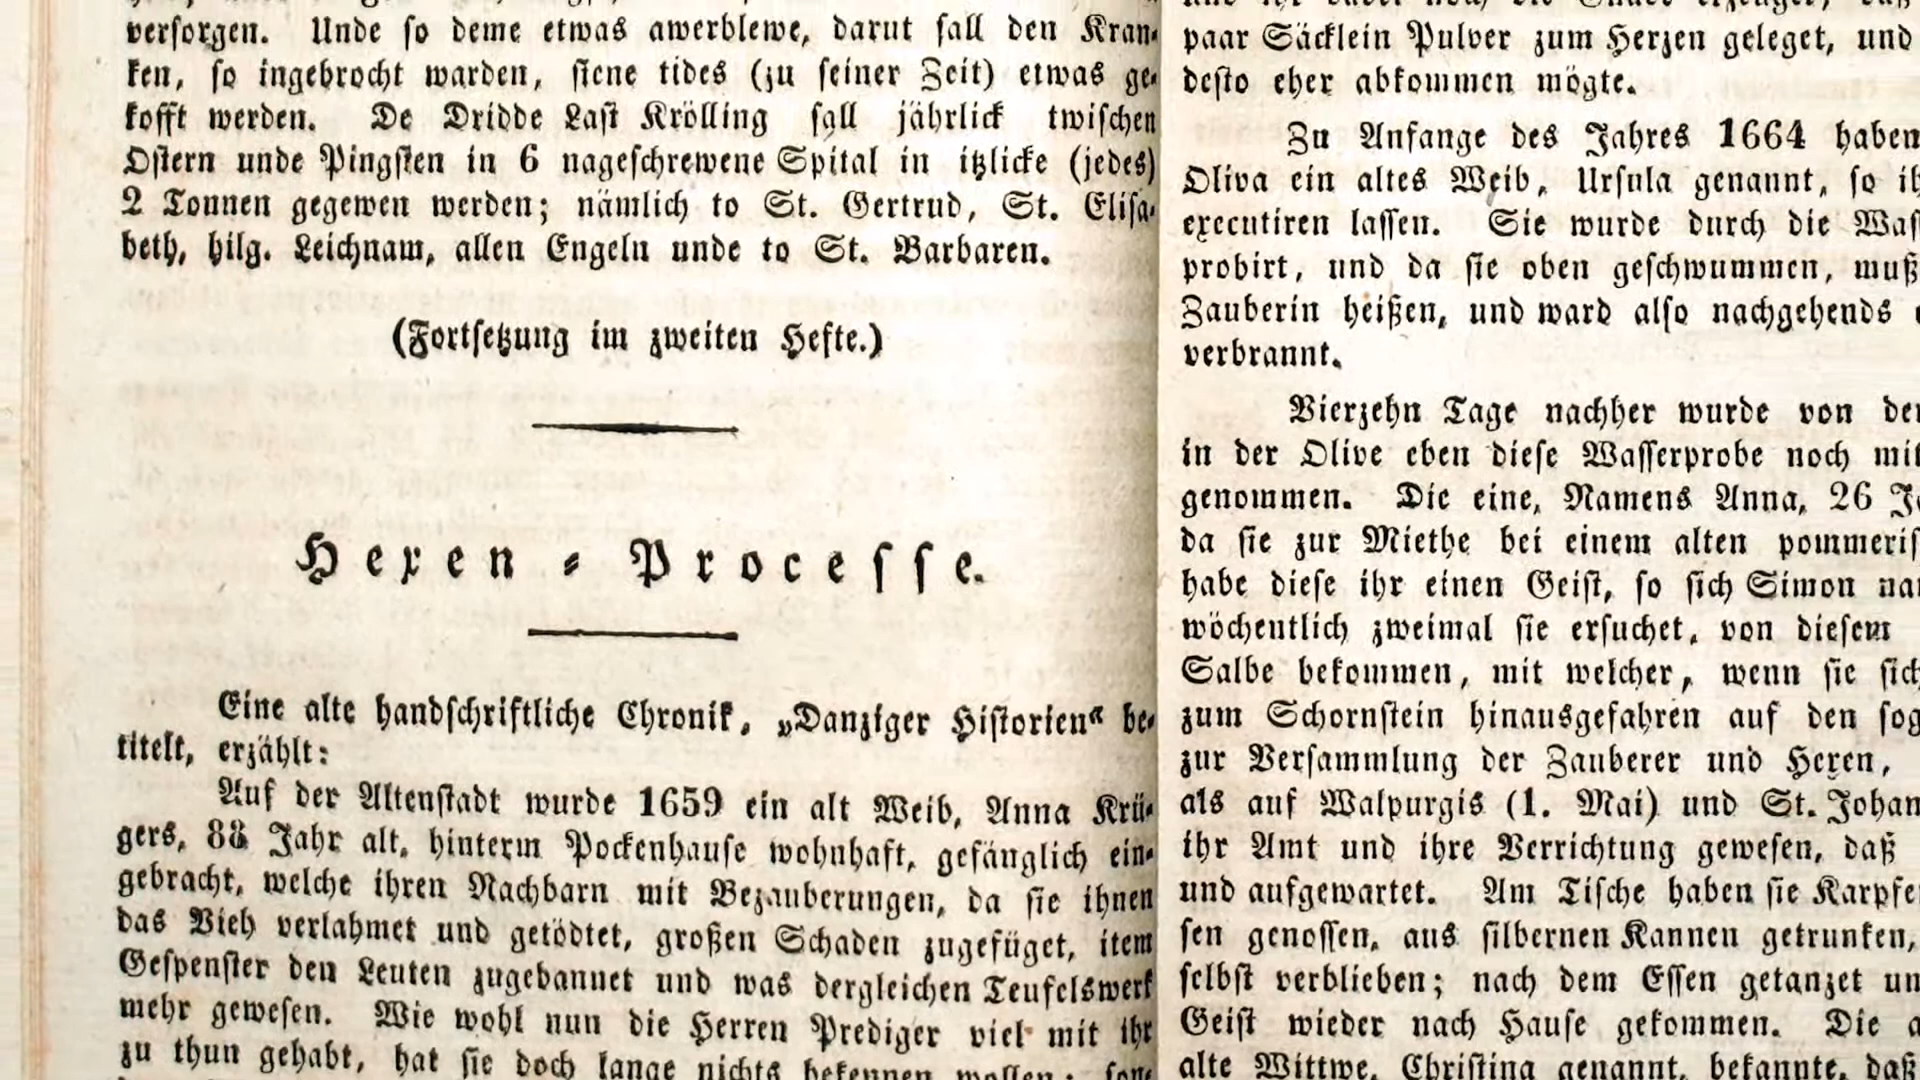 versorgen. Unde so deme etwas awerblewe, darut sall den Kran-
ken, so ingebrocht warden, siene tides (zu seiner Zeit) etwas ge-
kofft werden. De Dridde Last Krölling sall jährlick twischen
Ostern unde Pingsten in 6 nageschrewene Spital in itzlicke (jedes)
2 Tonnen gegewen werden; nämlich to St. Gertrud, St. Elisa-
beth, hilg. Leichnam, allen Engeln unde to St. Barbaren.
(Fortsetzung im zweiten Hefte.)
Hexen-Processe.
Eine alte handschriftliche Chronik, „Danziger Historien“ be-
titelt, erzählt:
Auf der Altenstadt wurde 1659 ein alt Weib, Anna Krü-
gers, 88 Jahr alt, hinterm Pockenhause wohnhaft, gefänglich ein-
gebracht, welche ihren Nachbarn mit Bezauberungen, da sie ihnen
das Vieh verlahmet und getödtet, großen Schaden zugefüget, item
Gespenster den Leuten zugebannet und was dergleichen Teufelswerk
mehr gewesen. Wie wohl nun die Herren Prediger viel mit ihr
zu thun gehabt, hat sie doch lange nichts bekennen wollen; son-
paar Säcklein Pulver zum Herzen geleget, und
desto eher abkommen mögte.
Zu Anfange des Jahres 1664 haben
Oliva ein altes Weib, Ursula genannt, so
executiren lassen. Sie wurde durch die Was
probirt, und da sie oben geschwummen, muß
Zauberin heißen, und ward also nachgehends
verbrannt.
Vierzehn Tage nachher wurde von
in der Olive eben diese Wasserprobe noch mit
genommen. Die eine, Namens Anna, 26
da sie zur Miethe bei einem alten pommeris
habe diese ihr einen Geist, so sich Simon
wöchentlich zweimal sie ersuchet, von diesem
Salbe bekommen, mit welcher, wenn sie sich
zum Schornstein hinausgefahren auf den sog
zur Versammlung der Zauberer und Hexen,
als auf Walpurgis (1. Mai) und St. Johan
ihr Amt und ihre Verrichtung gewesen, daß
und aufgewartet. Am Tische haben sie Karpfe
sen genossen, aus silbernen Kannen getrunken,
selbst verblieben; nach dem Essen getanzet
Geist wieder nach Hause gekommen. Die
alte Wittwe, Christina genannt, bekannte, daß